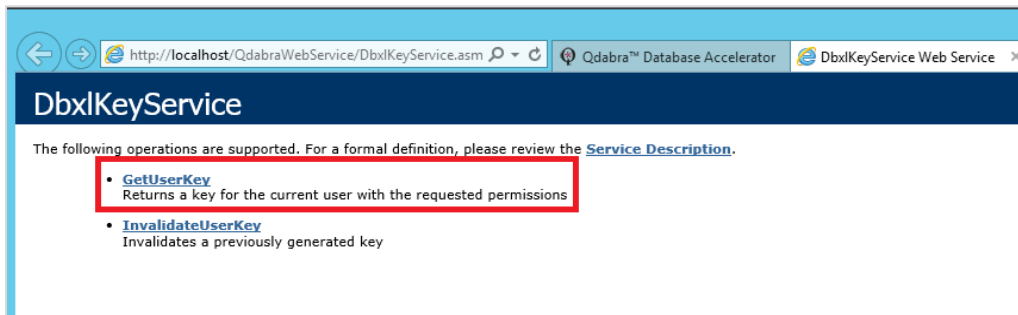 http://localhost/QdabraWebService/DbxlKeyService.asm
Qdabra™ Database Accelerator
DbxlKeyService Web Service
DbxlKeyService
The following operations are supported. For a formal definition, please review the Service Description.
• GetUserKey
Returns a key for the current user with the requested permissions
• InvalidateUserKey
Invalidates a previously generated key